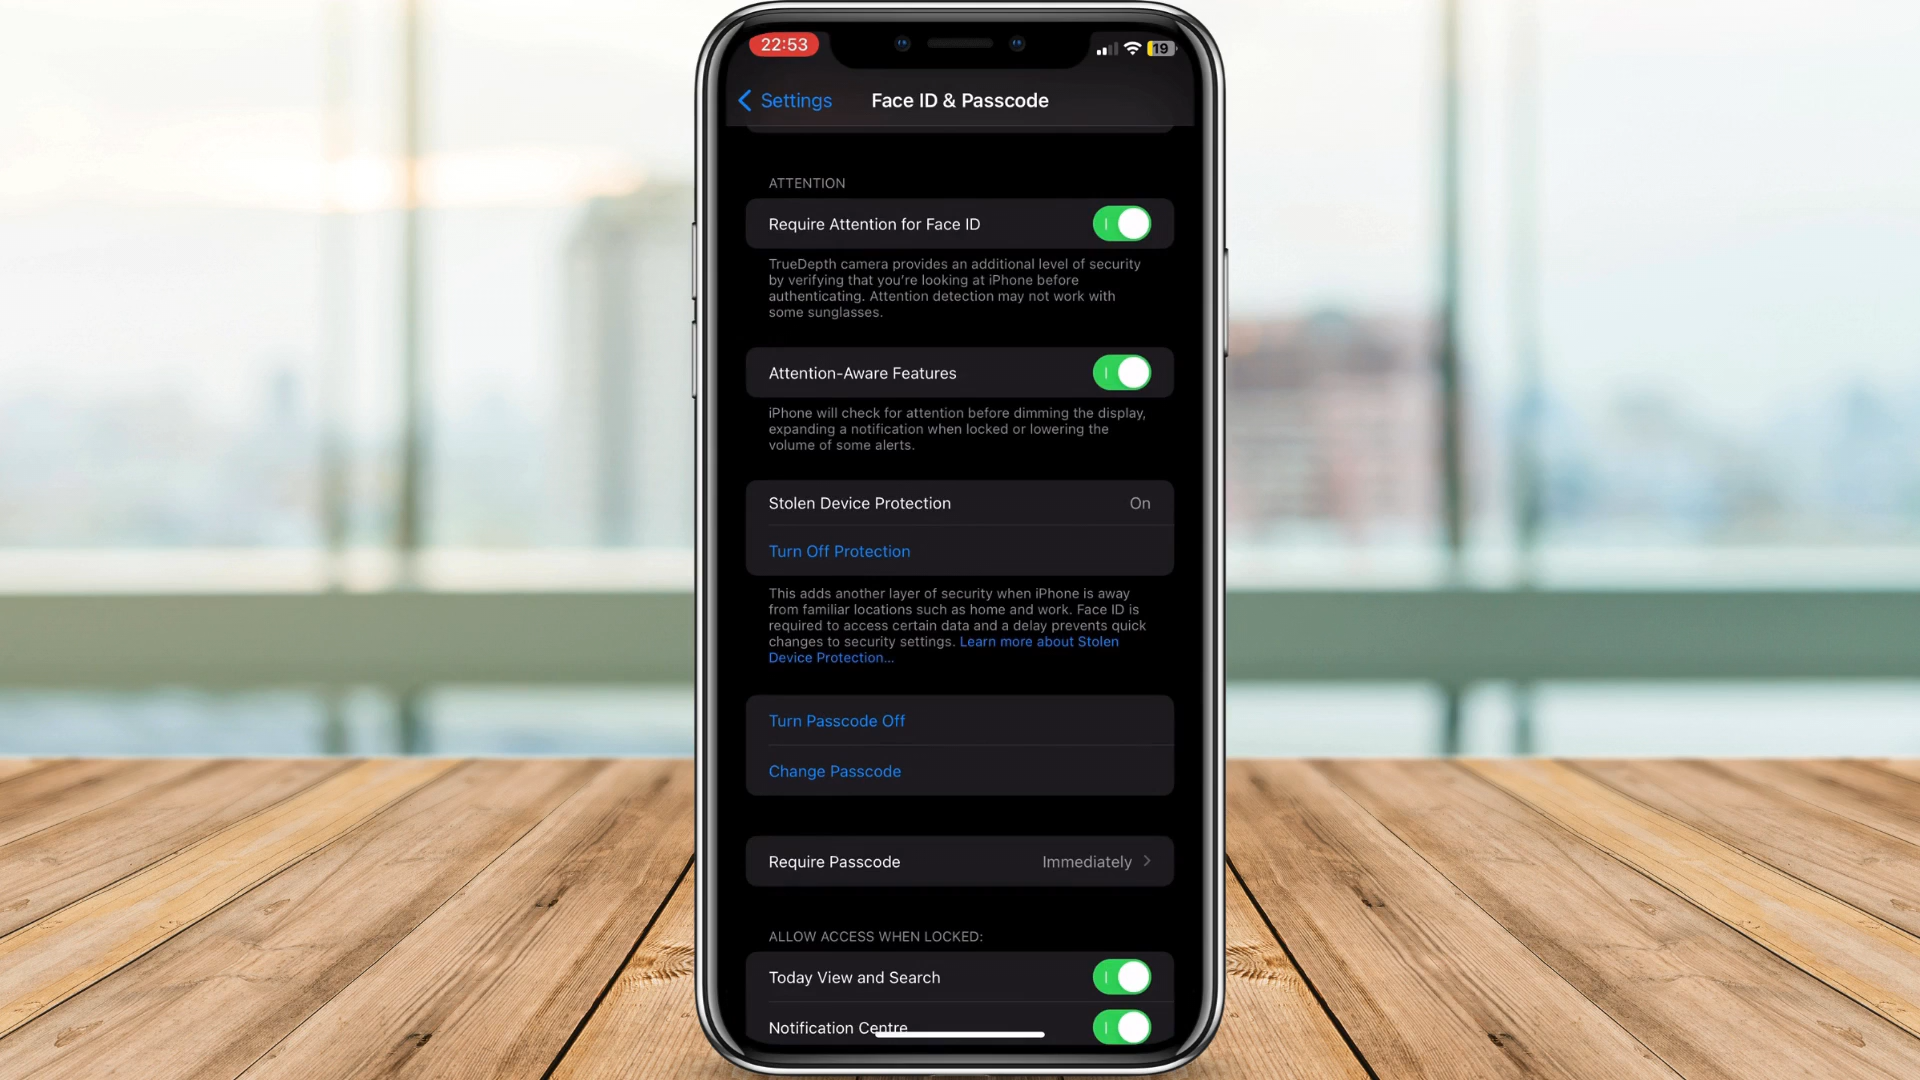 22:53
19
Settings
Face ID & Passcode
ATTENTION
Require Attention for Face ID
TrueDepth camera provides an additional level of security
by verifying that you're looking at iPhone before
authenticating. Attention detection may not work with
some sunglasses.
Attention-Aware Features
iPhone will check for attention before dimming the display,
expanding a notification when locked or lowering the
volume of some alerts.
Stolen Device Protection On
Turn Off Protection
This adds another layer of security when iPhone is away
from familiar locations such as home and work. Face ID is
required to access certain data and a delay prevents quick
changes to security settings. Learn more about Stolen
Device Protection...
Turn Passcode Off
Change Passcode
Require Passcode Immediately
ALLOW ACCESS WHEN LOCKED:
Today View and Search
Notification Centre